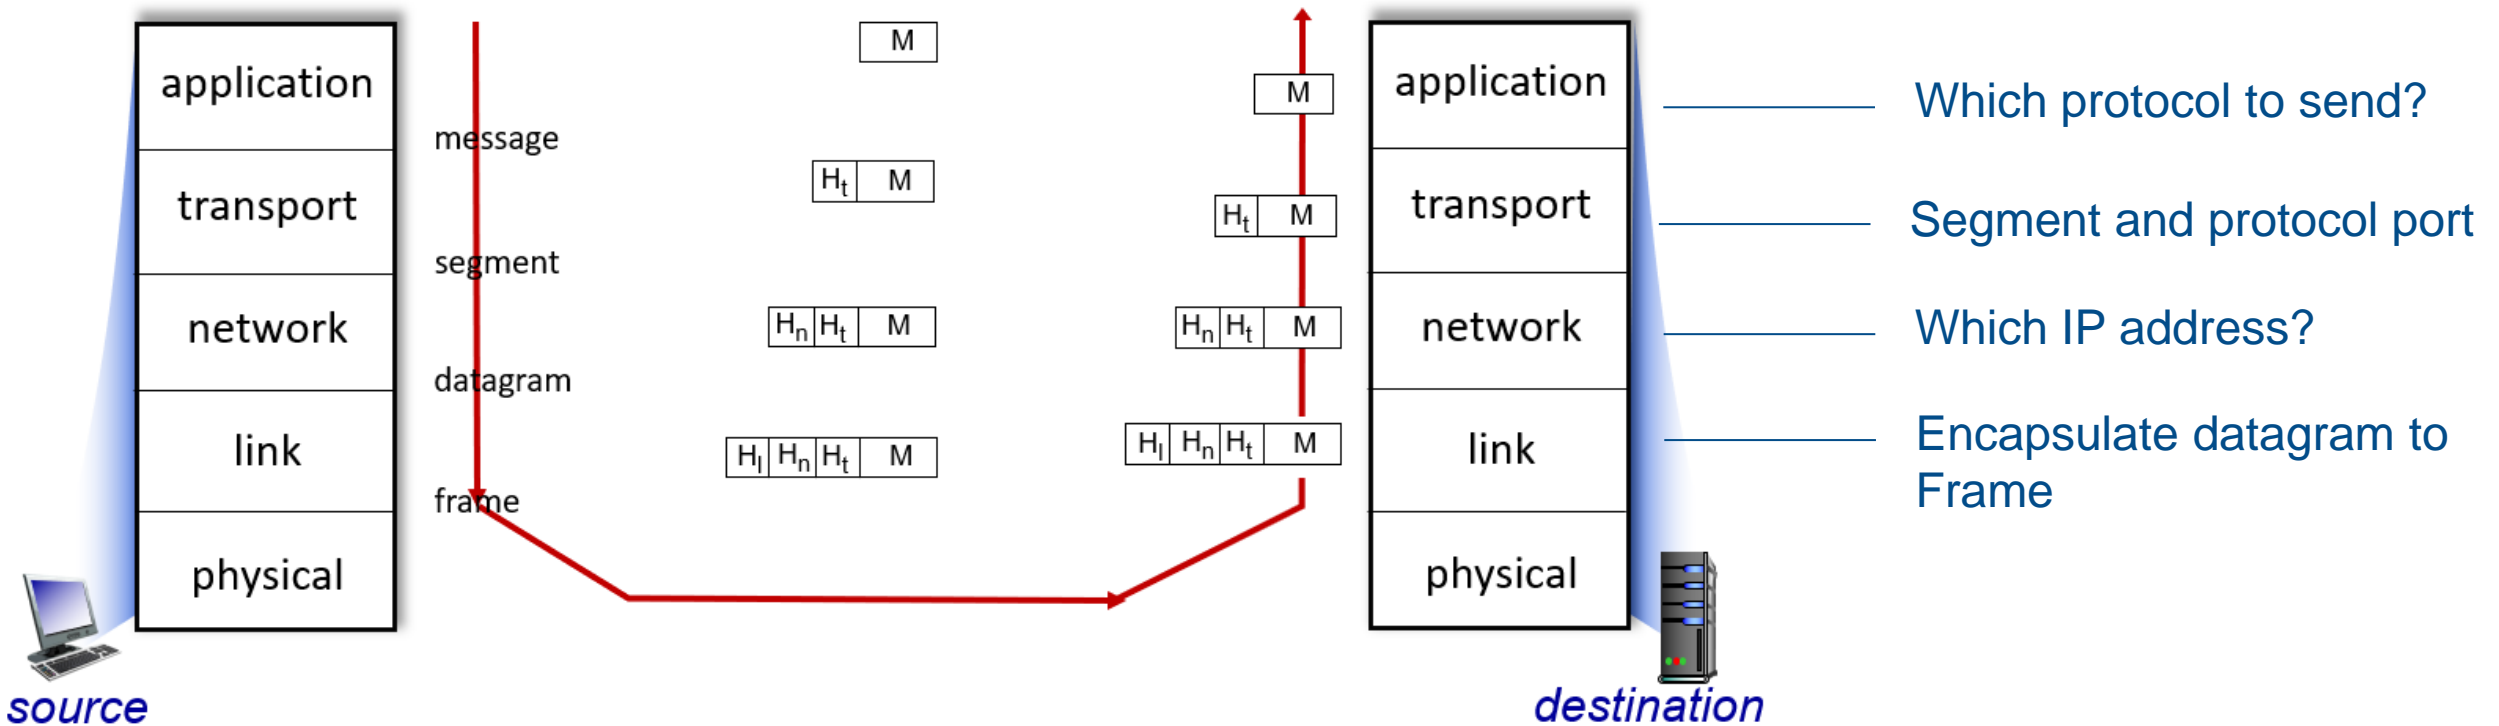 application
transport
network
link
physical
source
message
segment
datagram
frame
M
Ht M
Hn Ht M
Hl Hn Ht M
M
Ht M
Hn Ht M
Hl Hn Ht M
application
transport
network
link
physical
destination
Which protocol to send?
Segment and protocol port
Which IP address?
Encapsulate datagram to
Frame